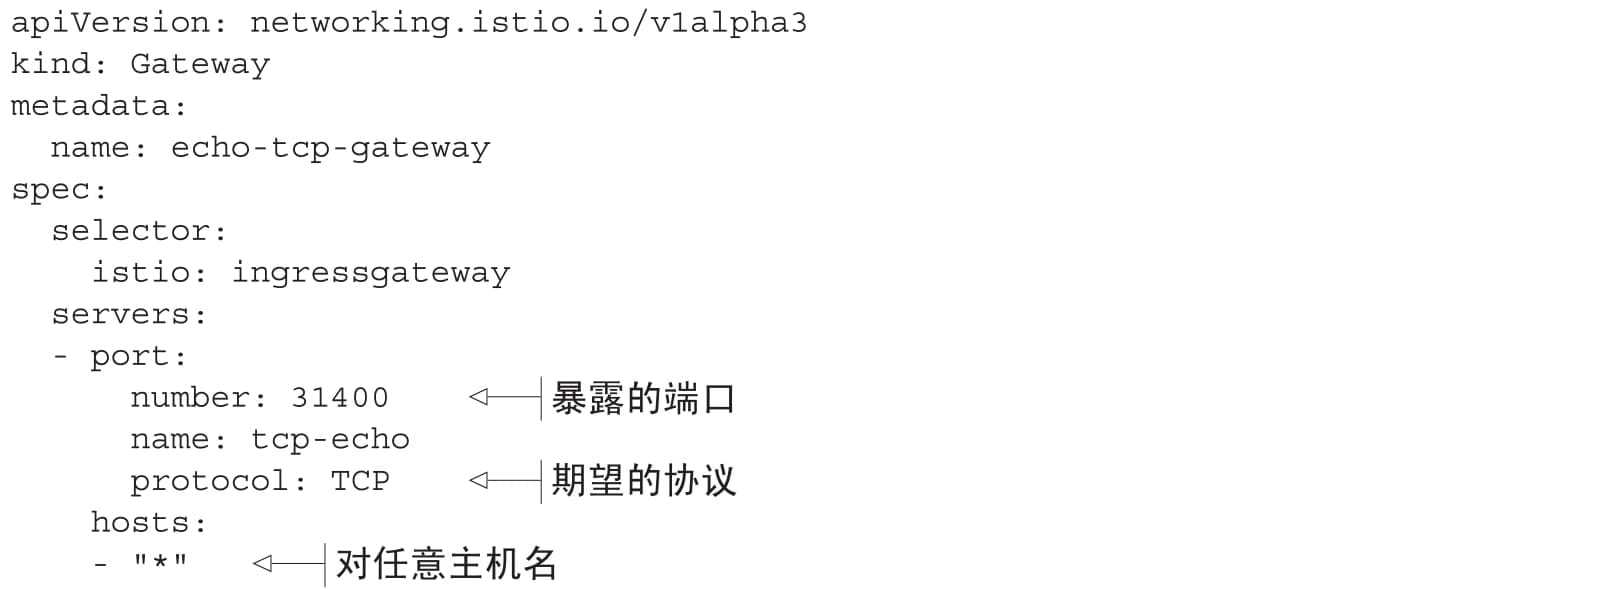 apiVersion: networking.istio.io/v1alpha3
kind: Gateway
metadata:
  name: echo-tcp-gateway
spec:
  selector:
    istio: ingressgateway
  servers:
  - port:
      number: 31400 暴露的端口
      name: tcp-echo
      protocol: TCP 期望的协议
    hosts:
    - "*" 对任意主机名